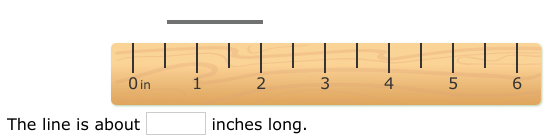 0 in 1 2 3 4 5 6
The line is about inches long.